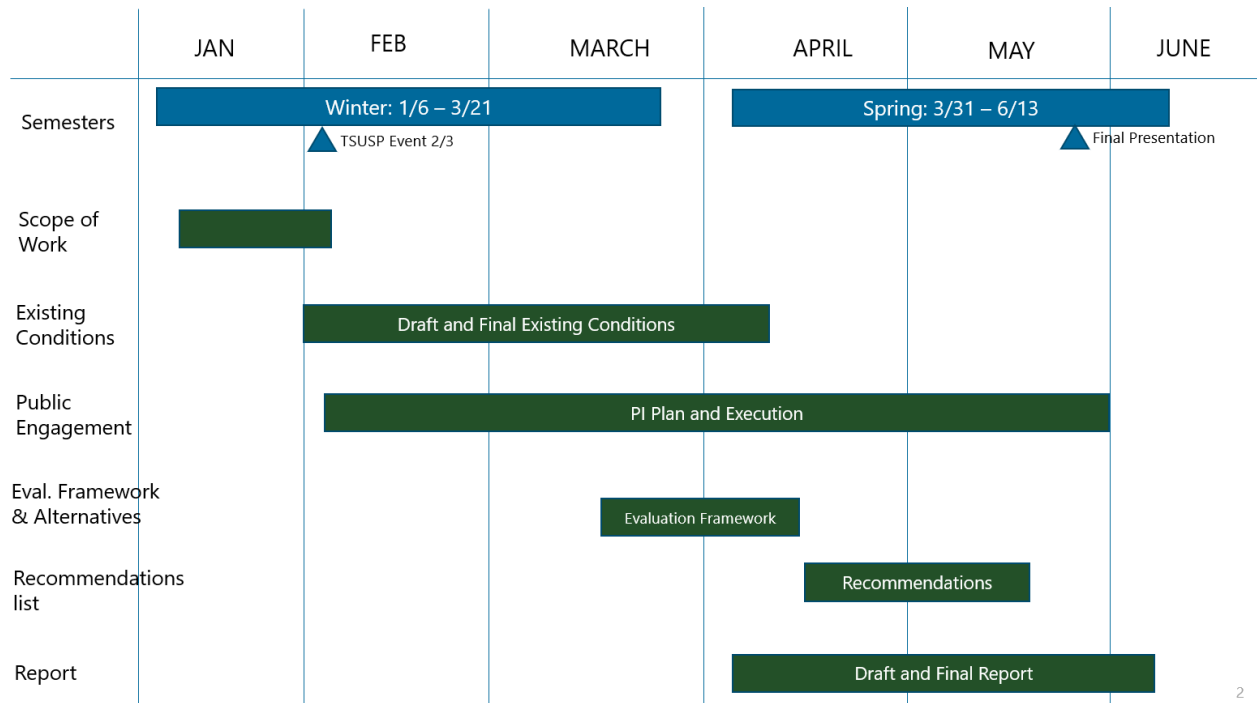 JAN
FEB
MARCH
APRIL
MAY
JUNE
Semesters
Winter: 1/6 – 3/21
Spring: 3/31 – 6/13
TSUSP Event 2/3
Final Presentation
Scope of
Work
Existing
Conditions
Draft and Final Existing Conditions
Public
Engagement
PI Plan and Execution
Eval. Framework
& Alternatives
Evaluation Framework
Recommendations
list
Recommendations
Report
Draft and Final Report
2